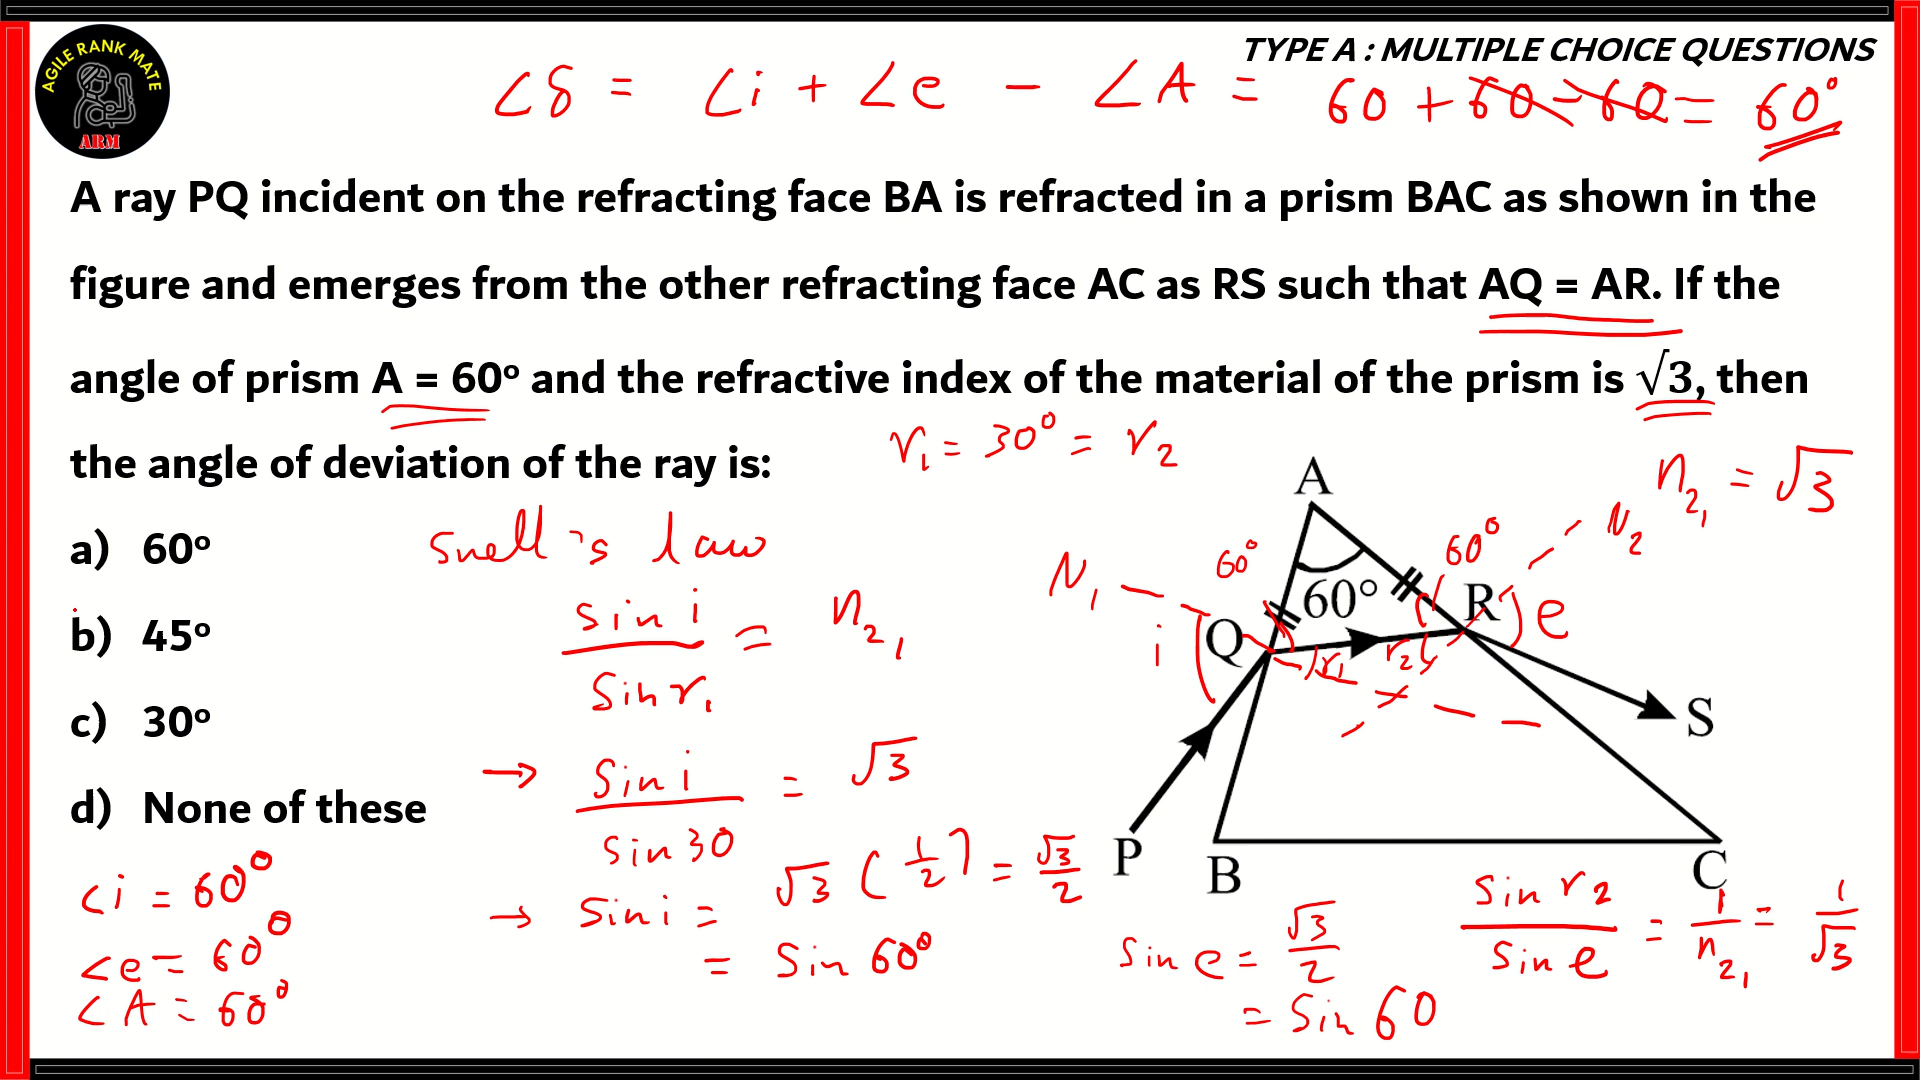 AGILE RANK MATE
ARM
TYPE A : MULTIPLE CHOICE QUESTIONS
∠δ = ∠i + ∠e - ∠A = 60 + 60 - 60 = 60°
A ray PQ incident on the refracting face BA is refracted in a prism BAC as shown in the
figure and emerges from the other refracting face AC as RS such that AQ = AR. If the
angle of prism A = 60º and the refractive index of the material of the prism is √3, then
the angle of deviation of the ray is:
r₁ = 30° = r₂
a) 60º
b) 45º
c) 30º
d) None of these
Snell's law
sin i / sin r₁ = n₂₁
→ sin i / sin 30 = √3
→ sin i = √3 (1/2) = √3/2
= sin 60°
∠i = 60°
∠e = 60°
∠A = 60°
n₂₁ = √3
A
60°
60°
60°
N₁
N₂
i
Q
r₁
r₂
R
e
S
P
B
C
sin r₂ / sin e = 1/n₂₁ = 1/√3
sin e = √3/2
= sin 60